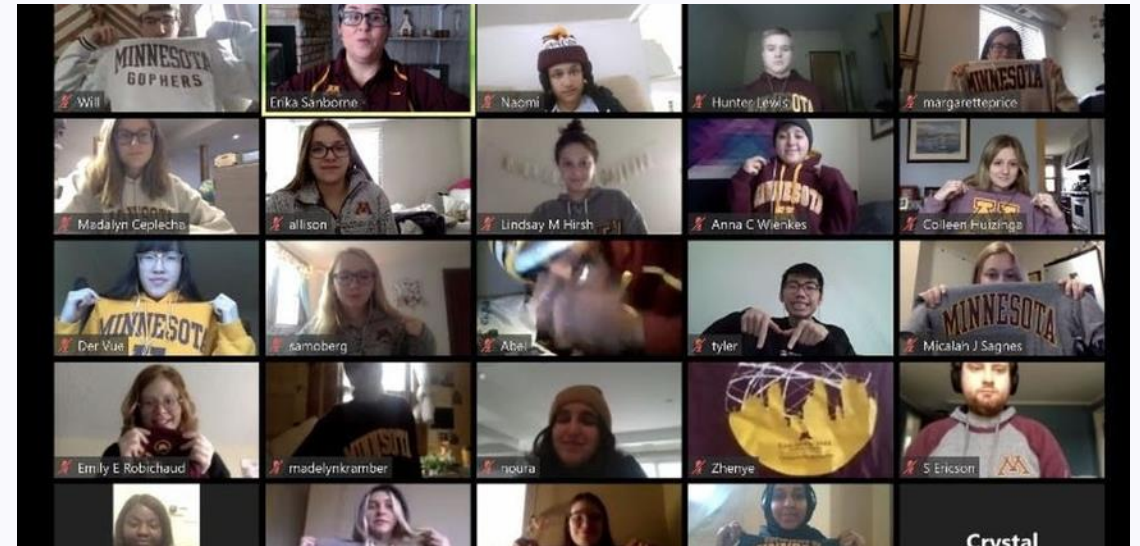 MINNESOTA
GOPHERS
Will
Erika Sanborne
Naomi
Hunter Lewis
MINNESOTA
margaretteprice
Madalyn Ceplecha
allison
M
Lindsay M Hirsh
MINNESOTA
Anna C Wienkes
M
Colleen Huizinga
MINNESOTA
Der Vue
samoberg
Abel
tyler
MINNESOTA
Micalah J Sagnes
Emily E Robichaud
madelynkramber
noura
Zhenye
M
S Ericson
Crystal